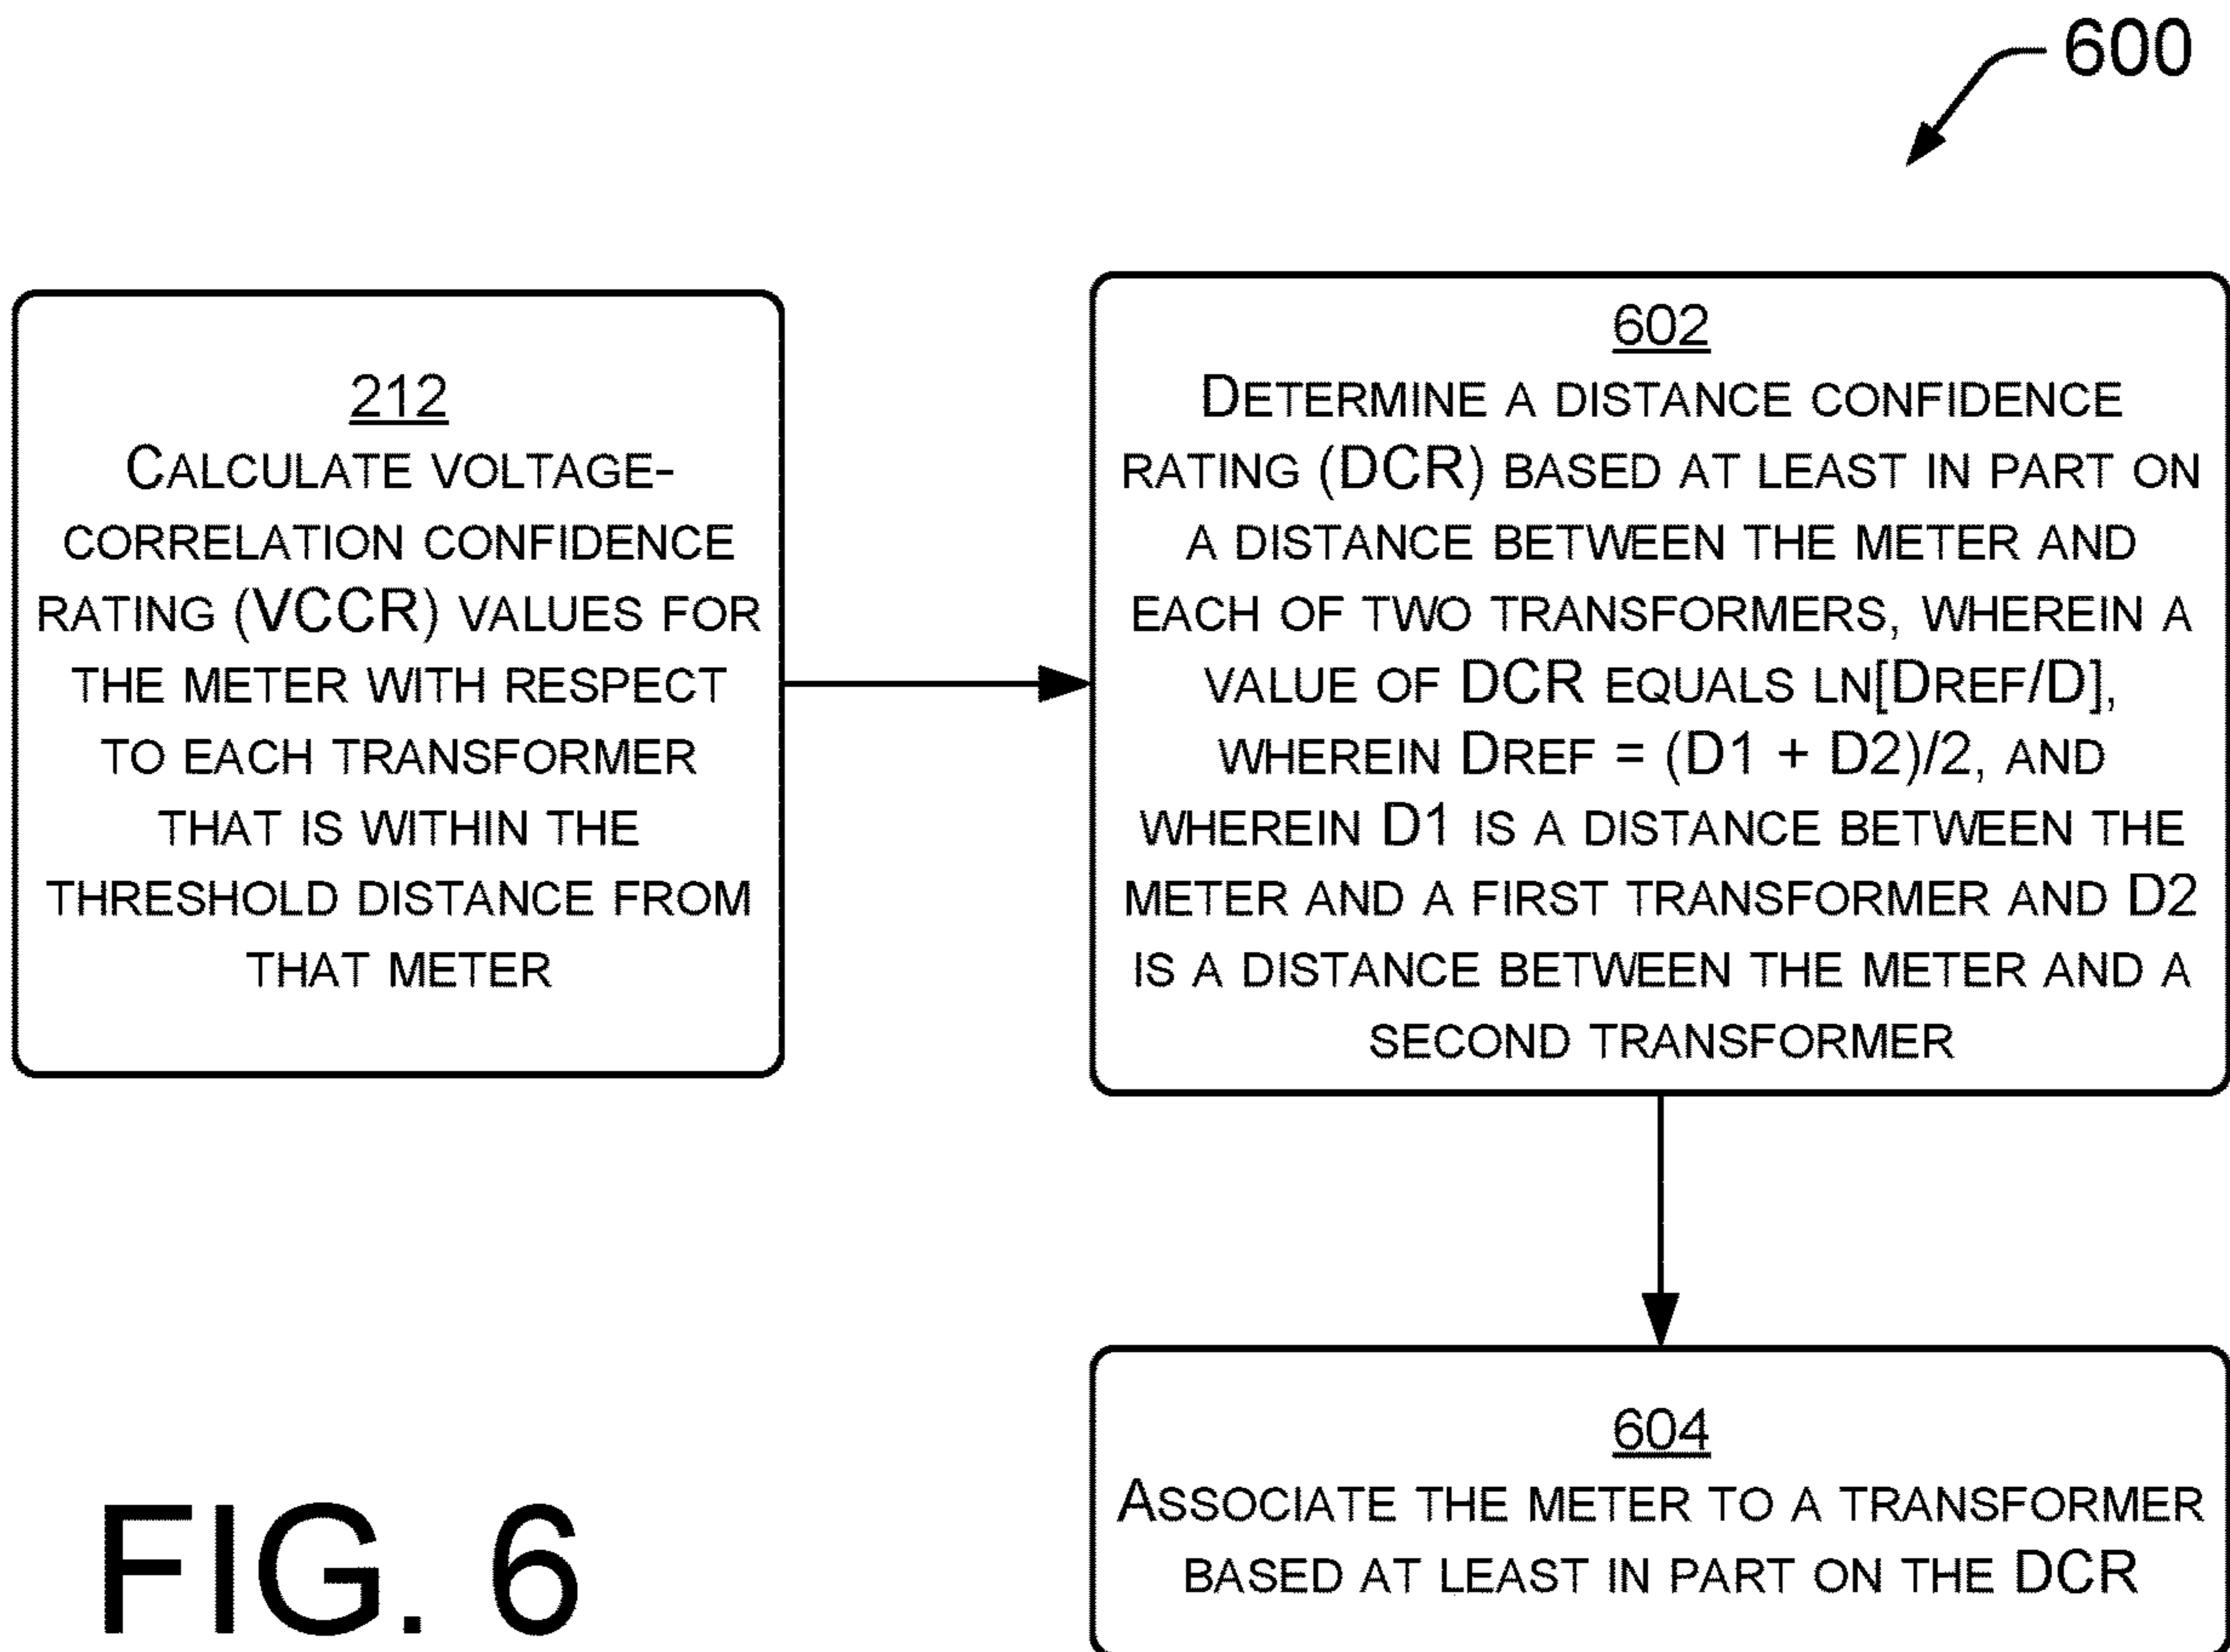 600
212
CALCULATE VOLTAGE-
CORRELATION CONFIDENCE
RATING (VCCR) VALUES FOR
THE METER WITH RESPECT
TO EACH TRANSFORMER
THAT IS WITHIN THE
THRESHOLD DISTANCE FROM
THAT METER
602
DETERMINE A DISTANCE CONFIDENCE
RATING (DCR) BASED AT LEAST IN PART ON
A DISTANCE BETWEEN THE METER AND
EACH OF TWO TRANSFORMERS, WHEREIN A
VALUE OF DCR EQUALS LN[DREF/D],
WHEREIN DREF = (D1 + D2)/2, AND
WHEREIN D1 IS A DISTANCE BETWEEN THE
METER AND A FIRST TRANSFORMER AND D2
IS A DISTANCE BETWEEN THE METER AND A
SECOND TRANSFORMER
604
ASSOCIATE THE METER TO A TRANSFORMER
BASED AT LEAST IN PART ON THE DCR
FIG. 6